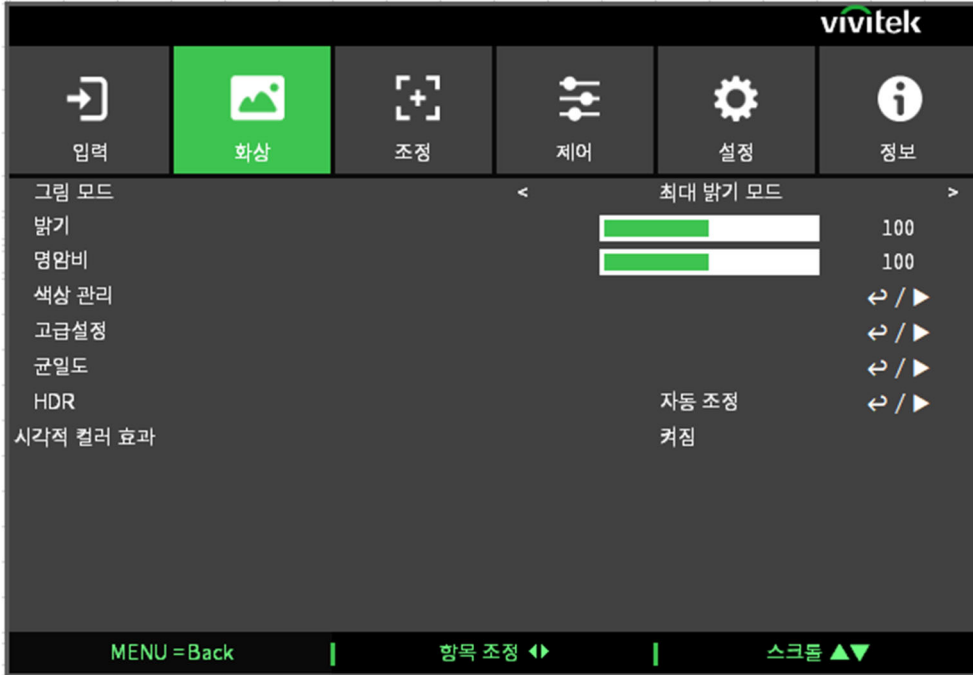 vivitek
입력 화상 조정 제어 설정 정보
그림 모드 < 최대 밝기 모드 >
밝기 100
명암비 100
색상 관리 ↩ / ▶
고급설정 ↩ / ▶
균일도 ↩ / ▶
HDR 자동 조정 ↩ / ▶
시각적 컬러 효과 켜짐
MENU = Back 항목 조정 ◀▶ 스크돌 ▲▼